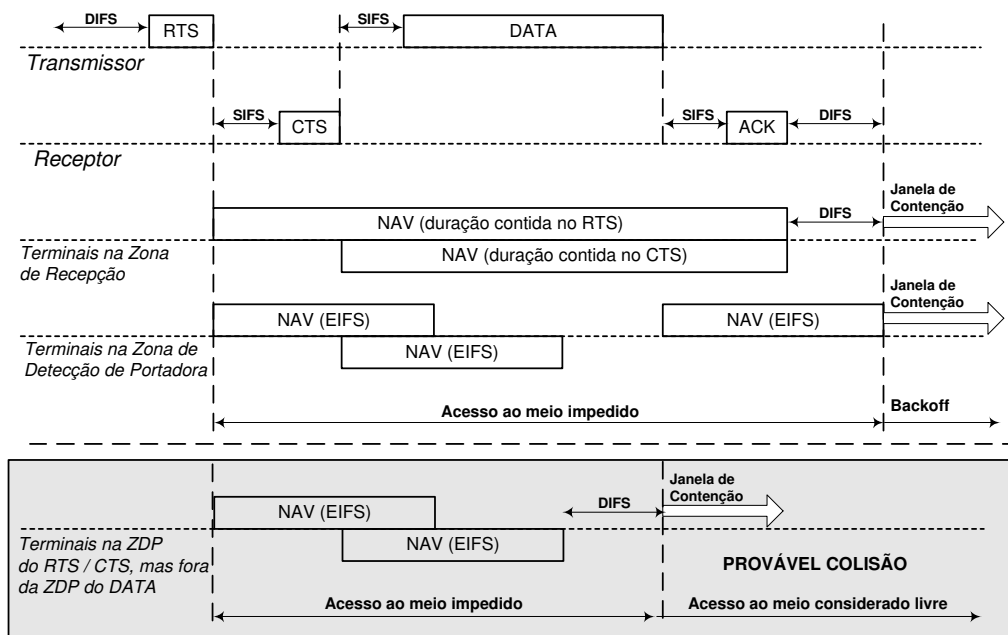 DIFS
RTS
SIFS
DATA
Transmissor
SIFS
CTS
SIFS
ACK
DIFS
Receptor
NAV (duração contida no RTS)
DIFS
Janela de
Contenção
Terminais na Zona
de Recepção
NAV (duração contida no CTS)
NAV (EIFS)
NAV (EIFS)
Janela de
Contenção
Terminais na Zona de
Detecção de Portadora
NAV (EIFS)
Acesso ao meio impedido
Backoff
NAV (EIFS)
DIFS
Janela de
Contenção
Terminais na ZDP
do RTS / CTS, mas fora
da ZDP do DATA
NAV (EIFS)
PROVÁVEL COLISÃO
Acesso ao meio impedido
Acesso ao meio considerado livre